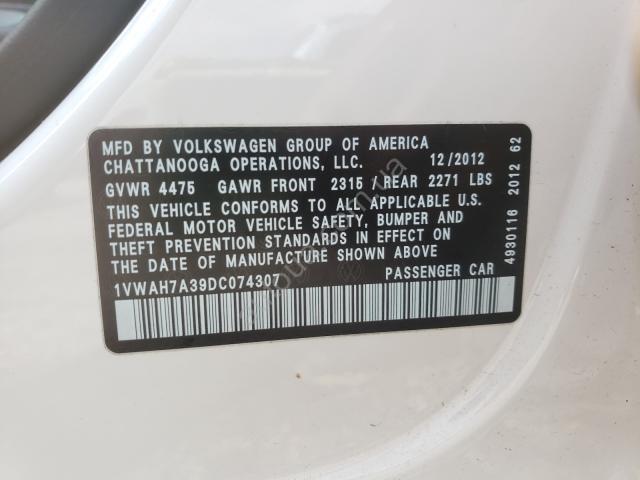 MFD BY VOLKSWAGEN GROUP OF AMERICA
CHATTANOOGA OPERATIONS, LLC. 12/2012
GVWR 4475 GAWR FRONT 2315 / REAR 2271 LBS
THIS VEHICLE CONFORMS TO ALL APPLICABLE U.S.
FEDERAL MOTOR VEHICLE SAFETY, BUMPER AND
THEFT PREVENTION STANDARDS IN EFFECT ON
THE DATE OF MANUFACTURE SHOWN ABOVE
1VWAH7A39DC074307 PASSENGER CAR
4930116 2012 62